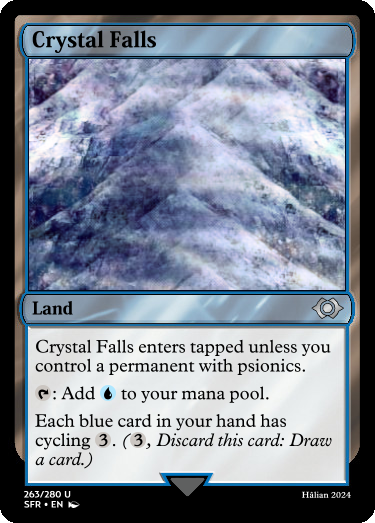 Crystal Falls
Land
Crystal Falls enters tapped unless you
control a permanent with psionics.
: Add to your mana pool.
Each blue card in your hand has
cycling 3. (3, Discard this card: Draw
a card.)
263/280 U
SFR • EN
Hālian 2024